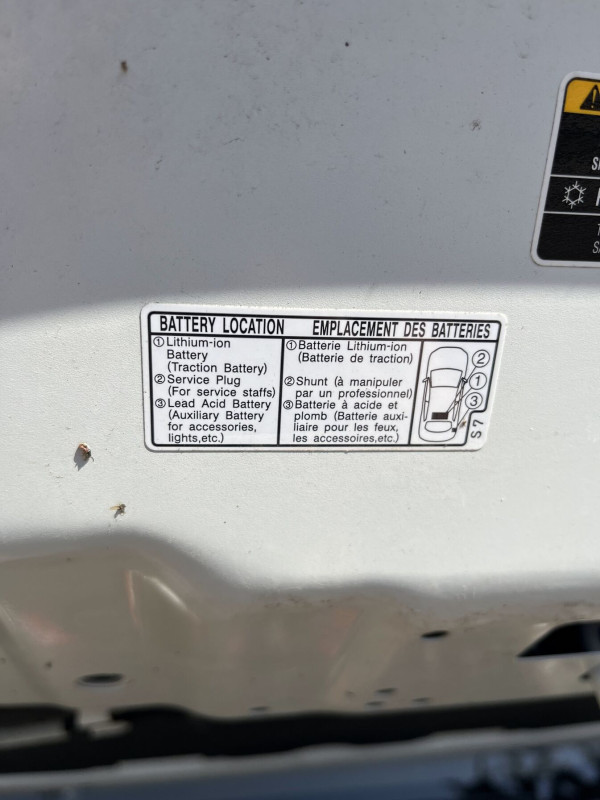 BATTERY LOCATION EMPLACEMENT DES BATTERIES
① Lithium-ion
Battery
(Traction Battery)
② Service Plug
(For service staffs)
③ Lead Acid Battery
(Auxiliary Battery
for accessories,
lights,etc.)
① Batterie Lithium-ion
(Batterie de traction)
② Shunt (à manipuler
par un professionnel)
③ Batterie à acide et
plomb (Batterie auxi-
liaire pour les feux,
les accessoires,etc.)
②
①
③
S7